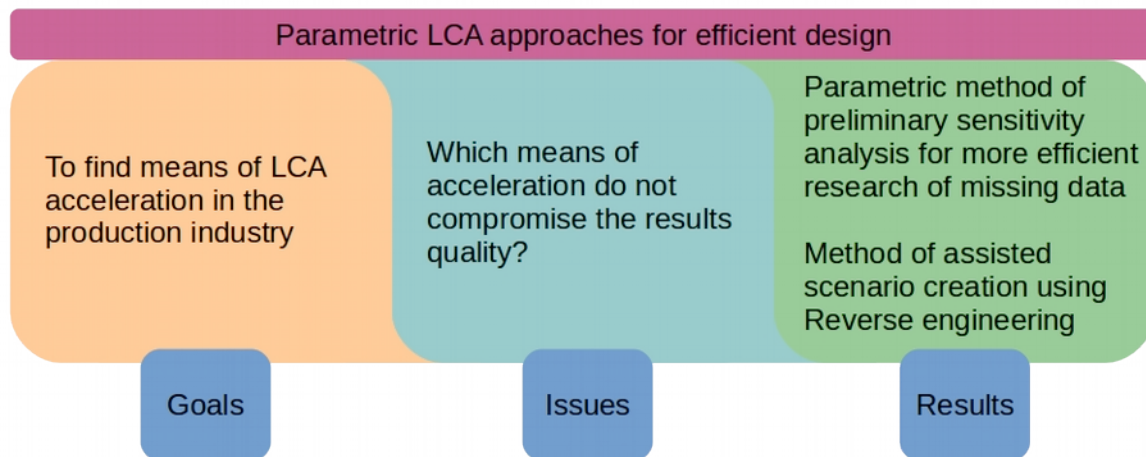 Parametric LCA approaches for efficient design
To find means of LCA
acceleration in the
production industry
Which means of
acceleration do not
compromise the results
quality?
Parametric method of
preliminary sensitivity
analysis for more efficient
research of missing data
Method of assisted
scenario creation using
Reverse engineering
Goals
Issues
Results